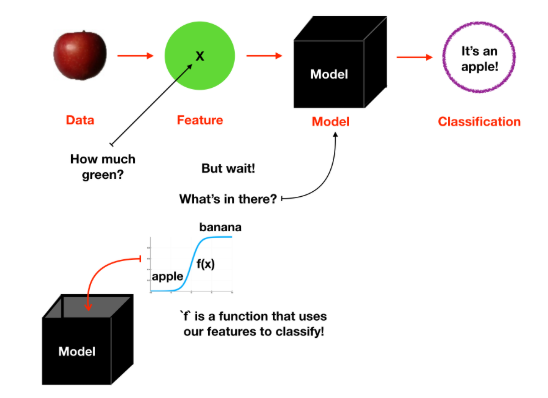 X
Model
It's an
apple!
Data
Feature
Model
Classification
How much
green?
But wait!
What's in there?
banana
f(x)
apple
`f` is a function that uses
our features to classify!
Model